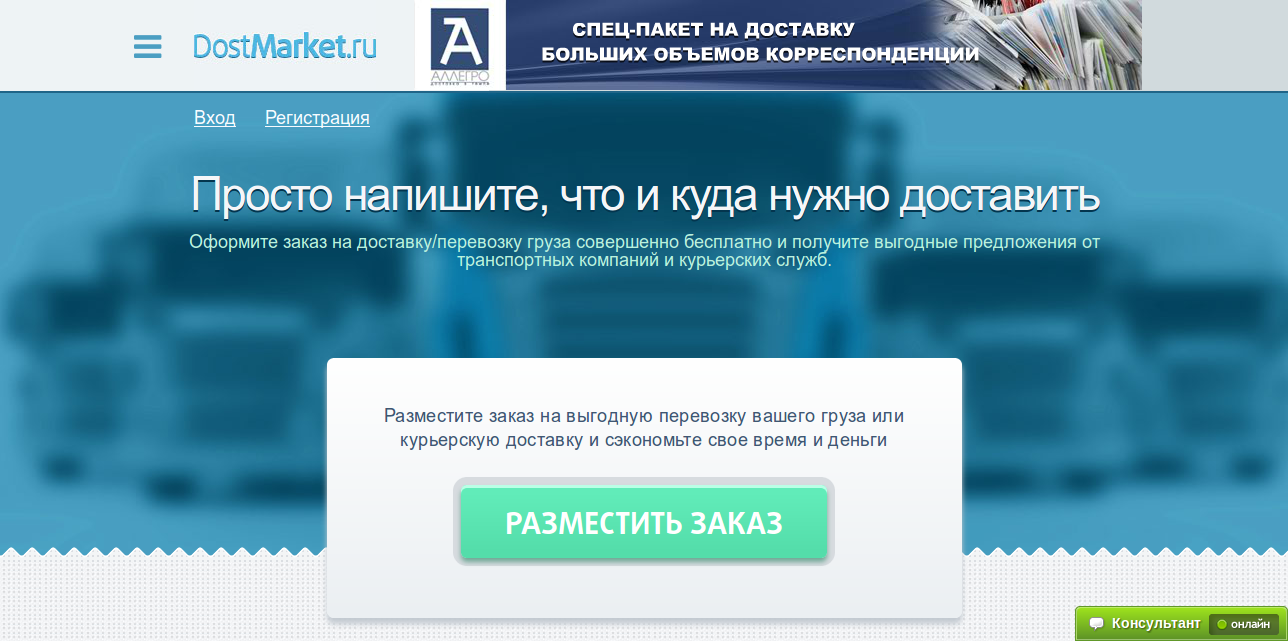 DostMarket.ru
АЛЛЕГРО
СПЕЦ-ПАКЕТ НА ДОСТАВКУ
БОЛЬШИХ ОБЪЕМОВ КОРРЕСПОНДЕНЦИИ
Вход Регистрация
Просто напишите, что и куда нужно доставить
Оформите заказ на доставку/перевозку груза совершенно бесплатно и получите выгодные предложения от
транспортных компаний и курьерских служб.
Разместите заказ на выгодную перевозку вашего груза или
курьерскую доставку и сэкономьте свое время и деньги
РАЗМЕСТИТЬ ЗАКАЗ
Консультант онлайн